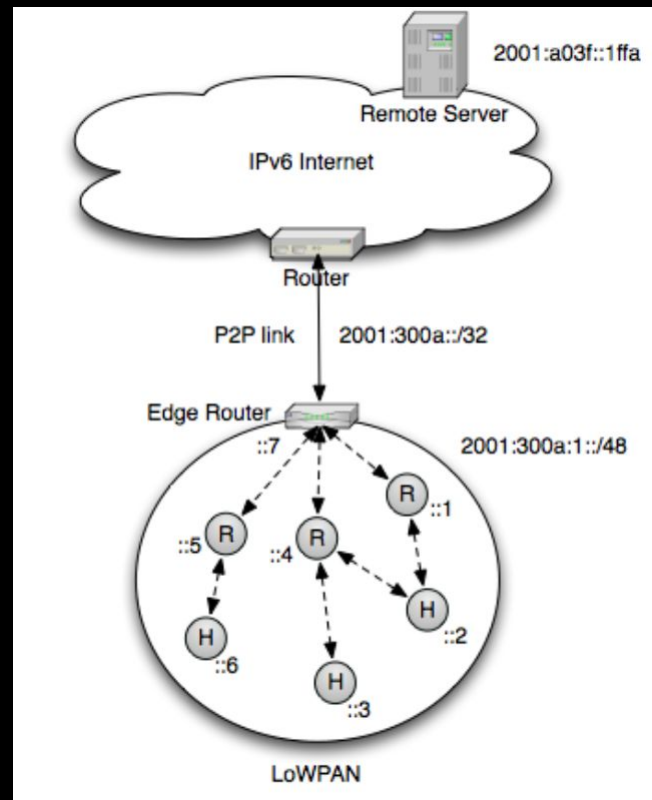 2001:a03f::1ffa
Remote Server
IPv6 Internet
Router
P2P link 2001:300a::/32
Edge Router
::7 2001:300a:1::/48
R ::1
::5 R
::4 R
H ::2
H ::6
H ::3
LoWPAN